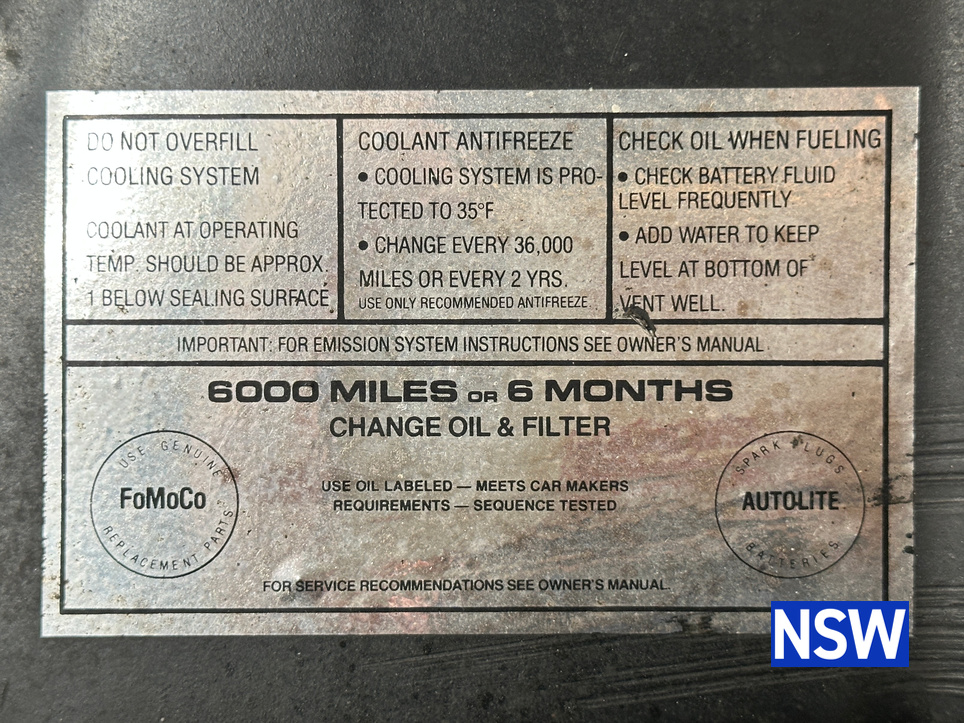 DO NOT OVERFILL
COOLING SYSTEM
COOLANT AT OPERATING
TEMP. SHOULD BE APPROX.
1 BELOW SEALING SURFACE
COOLANT ANTIFREEZE
• COOLING SYSTEM IS PRO-
TECTED TO 35°F
• CHANGE EVERY 36,000
MILES OR EVERY 2 YRS.
USE ONLY RECOMMENDED ANTIFREEZE.
CHECK OIL WHEN FUELING
• CHECK BATTERY FLUID
LEVEL FREQUENTLY
• ADD WATER TO KEEP
LEVEL AT BOTTOM OF
VENT WELL.
IMPORTANT: FOR EMISSION SYSTEM INSTRUCTIONS SEE OWNER'S MANUAL.
6000 MILES OR 6 MONTHS
CHANGE OIL & FILTER
USE OIL LABELED — MEETS CAR MAKERS
REQUIREMENTS — SEQUENCE TESTED
USE GENUINE
FoMoCo
REPLACEMENT PARTS
SPARK PLUGS
AUTOLITE
BATTERIES
FOR SERVICE RECOMMENDATIONS SEE OWNER'S MANUAL.
NSW